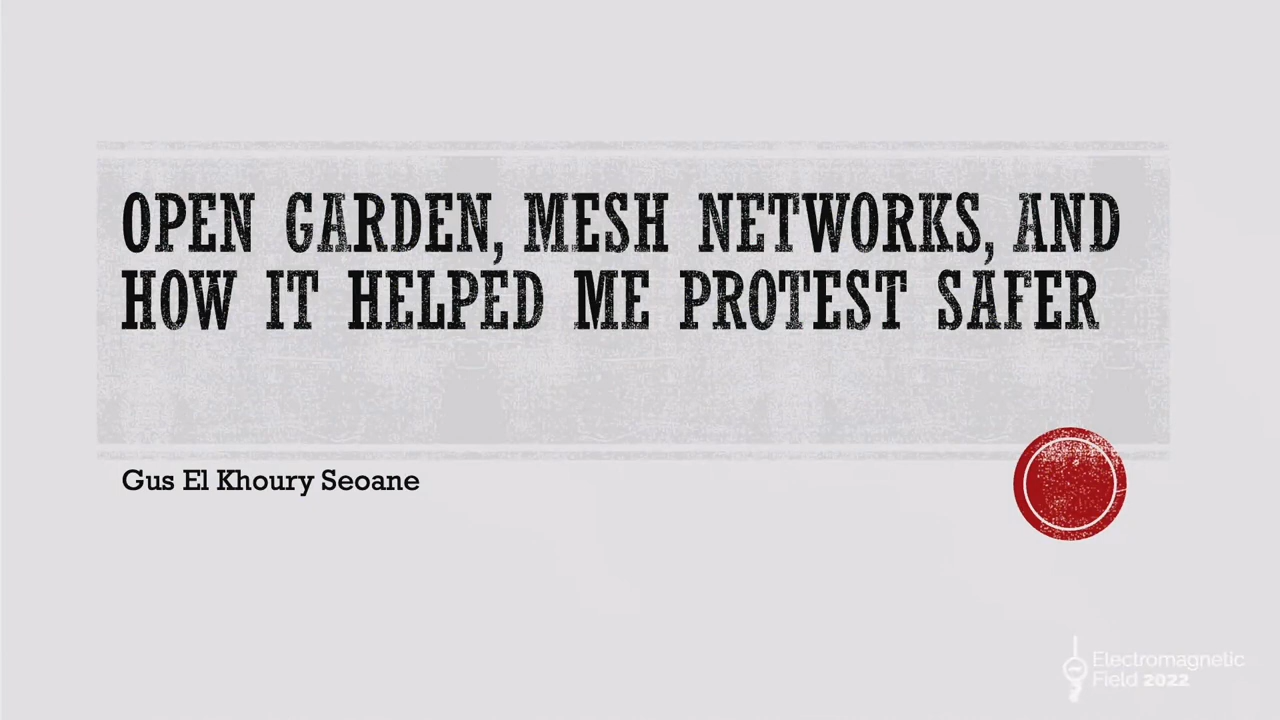 OPEN GARDEN, MESH NETWORKS, AND
HOW IT HELPED ME PROTEST SAFER
Gus El Khoury Seoane
Electromagnetic
Field 2022